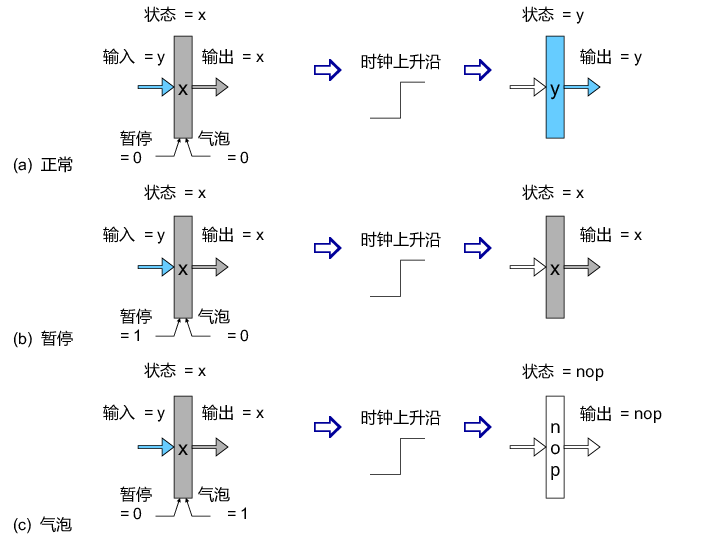 状态 = x
状态 = y
输入 = y
输出 = x
时钟上升沿
输出 = y
x
y
暂停
= 0
气泡
= 0
(a) 正常
状态 = x
状态 = x
输入 = y
输出 = x
时钟上升沿
输出 = x
x
x
暂停
= 1
气泡
= 0
(b) 暂停
状态 = x
状态 = nop
输入 = y
输出 = x
时钟上升沿
输出 = nop
x
n
o
p
暂停
= 0
气泡
= 1
(c) 气泡